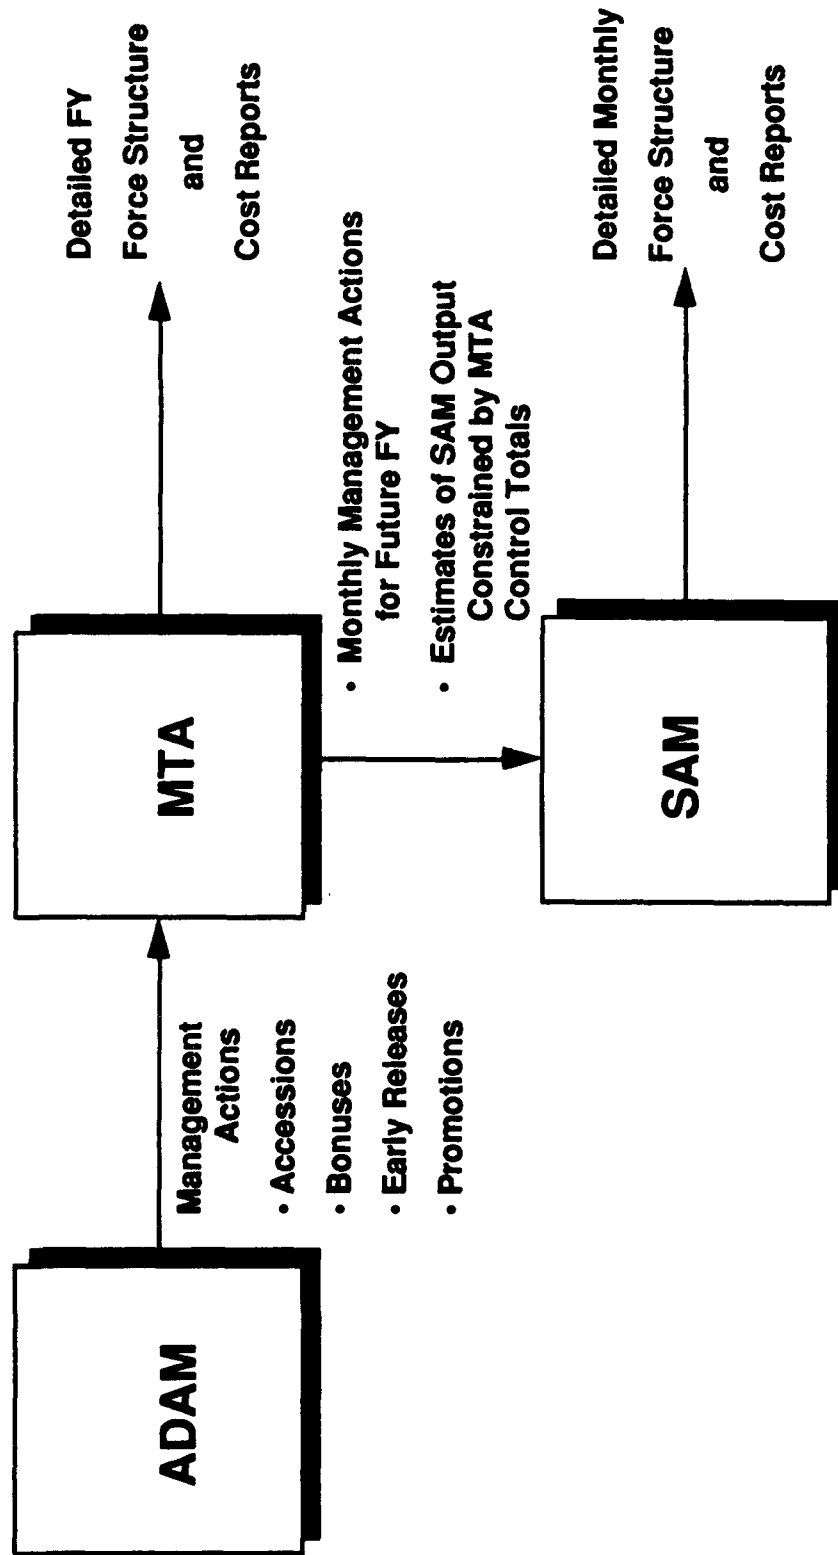 ADAM
Management
Actions
• Accessions
• Bonuses
• Early Releases
• Promotions
MTA
Detailed FY
Force Structure
and
Cost Reports
• Monthly Management Actions
for Future FY
• Estimates of SAM Output
Constrained by MTA
Control Totals
SAM
Detailed Monthly
Force Structure
and
Cost Reports